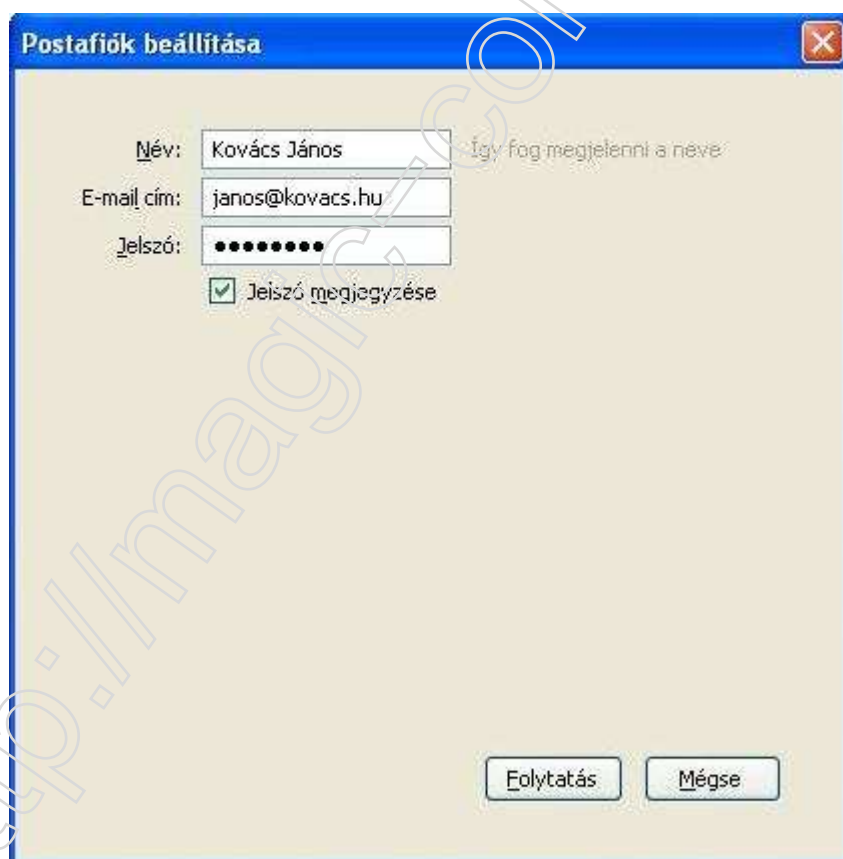 Postafiók beállítása
Név: Kovács János Így fog megjelenni a neve
E-mail cím: janos@kovacs.hu
Jelszó: ••••••••
Jelszó megjegyzése
Folytatás Mégse